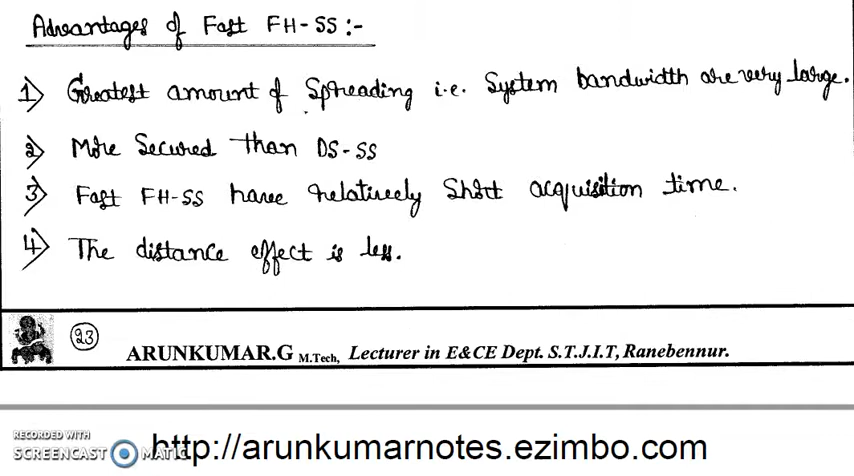 Advantages of Fast FH-SS :-
1) Greatest amount of Spreading i.e. System bandwidth are very large.
2) More Secured than DS-SS
3) Fast FH-SS have relatively Short acquisition time.
4) The distance effect is less.
23
ARUNKUMAR.G M.Tech, Lecturer in E&CE Dept. S.T.J.I.T, Ranebennur.
RECORDED WITH
SCREENCAST MATIC
http://arunkumarnotes.ezimbo.com